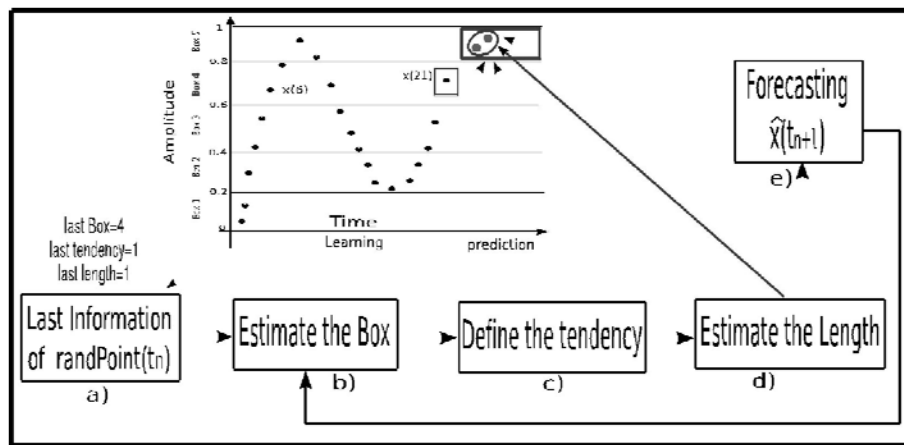 1
Box 5
0.8
Box 4
x(6)
x(21)
0.6
Box 3
0.4
Box 2
0.2
Box 1
0
Amolitude
Time
Learning
prediction
Forecasting
x̂(tn+1)
e)
last Box=4
last tendency=1
last length=1
Last Information
of randPoint(tn)
a)
Estimate the Box
b)
Define the tendency
c)
Estimate the Length
d)